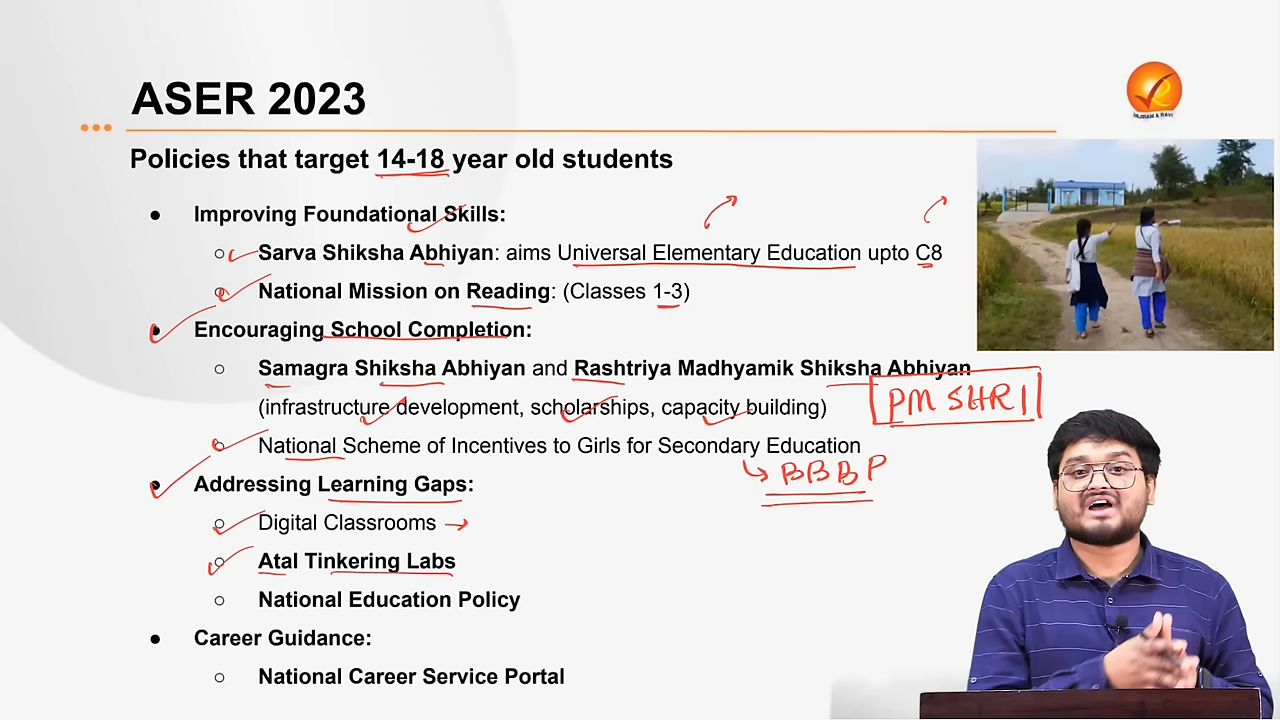 ASER 2023
VAJIRAM & RAVI
Policies that target 14-18 year old students
● Improving Foundational Skills:
○ Sarva Shiksha Abhiyan: aims Universal Elementary Education upto C8
○ National Mission on Reading: (Classes 1-3)
● Encouraging School Completion:
○ Samagra Shiksha Abhiyan and Rashtriya Madhyamik Shiksha Abhiyan
(infrastructure development, scholarships, capacity building)
PM SHRI
○ National Scheme of Incentives to Girls for Secondary Education
↳ BBBP
● Addressing Learning Gaps:
○ Digital Classrooms →
○ Atal Tinkering Labs
○ National Education Policy
● Career Guidance:
○ National Career Service Portal